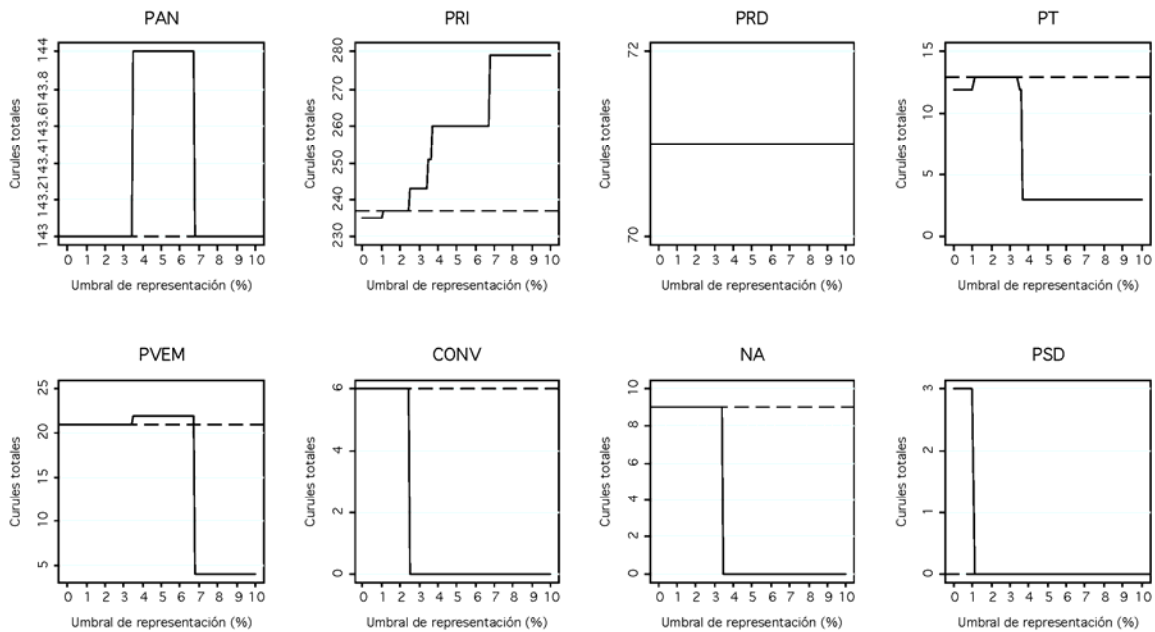 PAN
PRI
PRD
PT
Curules totales
143 143.2 143.4 143.6 143.8 144
0 1 2 3 4 5 6 7 8 9 10
Umbral de representación (%)
Curules totales
230 240 250 260 270 280
0 1 2 3 4 5 6 7 8 9 10
Umbral de representación (%)
Curules totales
70 72
0 1 2 3 4 5 6 7 8 9 10
Umbral de representación (%)
Curules totales
0 5 10 15
0 1 2 3 4 5 6 7 8 9 10
Umbral de representación (%)
PVEM
CONV
NA
PSD
Curules totales
5 10 15 20 25
0 1 2 3 4 5 6 7 8 9 10
Umbral de representación (%)
Curules totales
0 2 4 6
0 1 2 3 4 5 6 7 8 9 10
Umbral de representación (%)
Curules totales
0 2 4 6 8 10
0 1 2 3 4 5 6 7 8 9 10
Umbral de representación (%)
Curules totales
0 1 2 3
0 1 2 3 4 5 6 7 8 9 10
Umbral de representación (%)